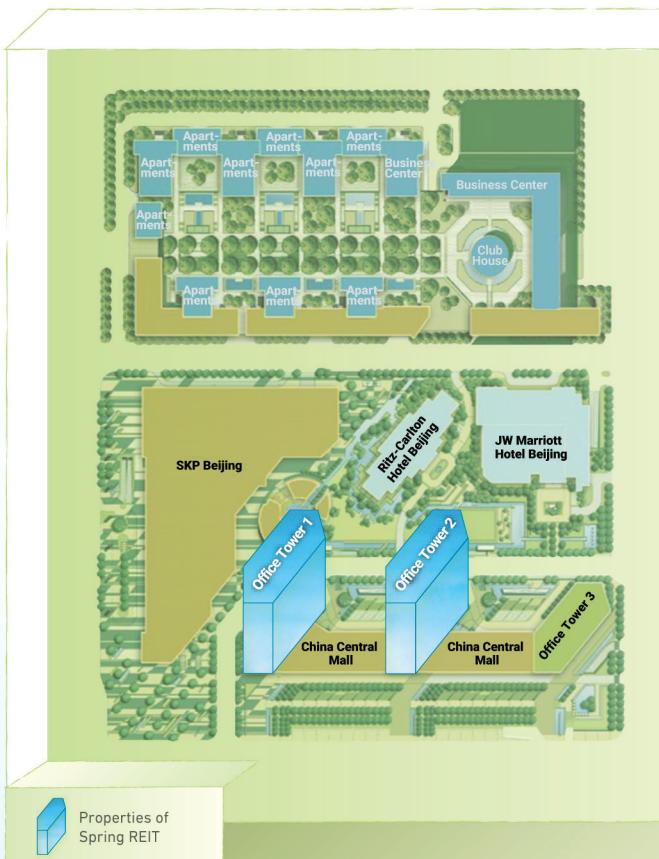 Apart-
ments
Apart-
ments
Apart-
ments
Apart-
ments
Apart-
ments
Apart-
ments
Business
Center
Business Center
Apart-
ments
Club
House
Apart-
ments
Apart-
ments
Apart-
ments
SKP Beijing
Ritz-Carlton
Hotel Beijing
JW Marriott
Hotel Beijing
Office Tower 1
Office Tower 2
China Central
Mall
China Central
Mall
Office Tower 3
Properties of
Spring REIT